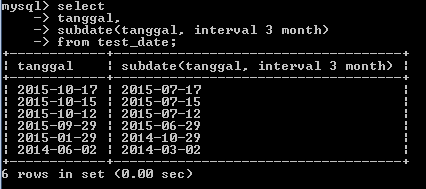 mysql> select
-> tanggal,
-> subdate(tanggal, interval 3 month)
-> from test_date;
+------------+------------------------------------+
| tanggal | subdate(tanggal, interval 3 month) |
+------------+------------------------------------+
| 2015-10-17 | 2015-07-17 |
| 2015-10-15 | 2015-07-15 |
| 2015-10-12 | 2015-07-12 |
| 2015-09-29 | 2015-06-29 |
| 2015-01-29 | 2014-10-29 |
| 2014-06-02 | 2014-03-02 |
+------------+------------------------------------+
6 rows in set (0.00 sec)